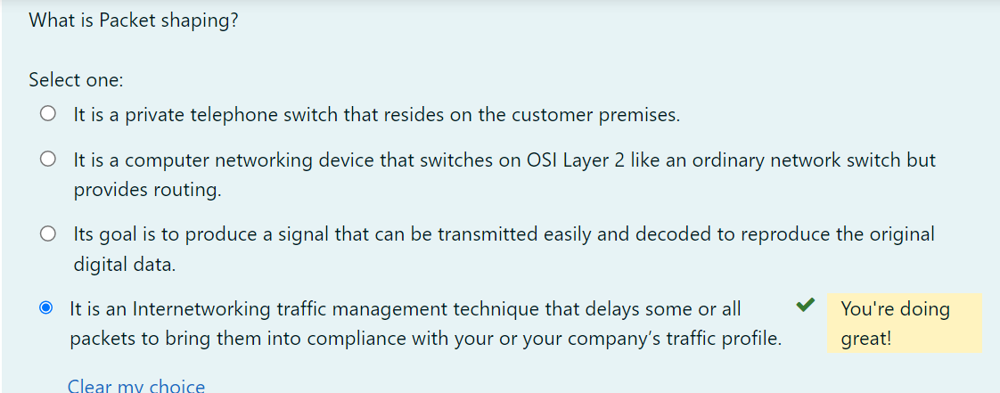 What is Packet shaping?
Select one:
It is a private telephone switch that resides on the customer premises.
It is a computer networking device that switches on OSI Layer 2 like an ordinary network switch but
provides routing.
Its goal is to produce a signal that can be transmitted easily and decoded to reproduce the original
digital data.
It is an Internetworking traffic management technique that delays some or all
packets to bring them into compliance with your or your company’s traffic profile.
You're doing
great!
Clear my choice